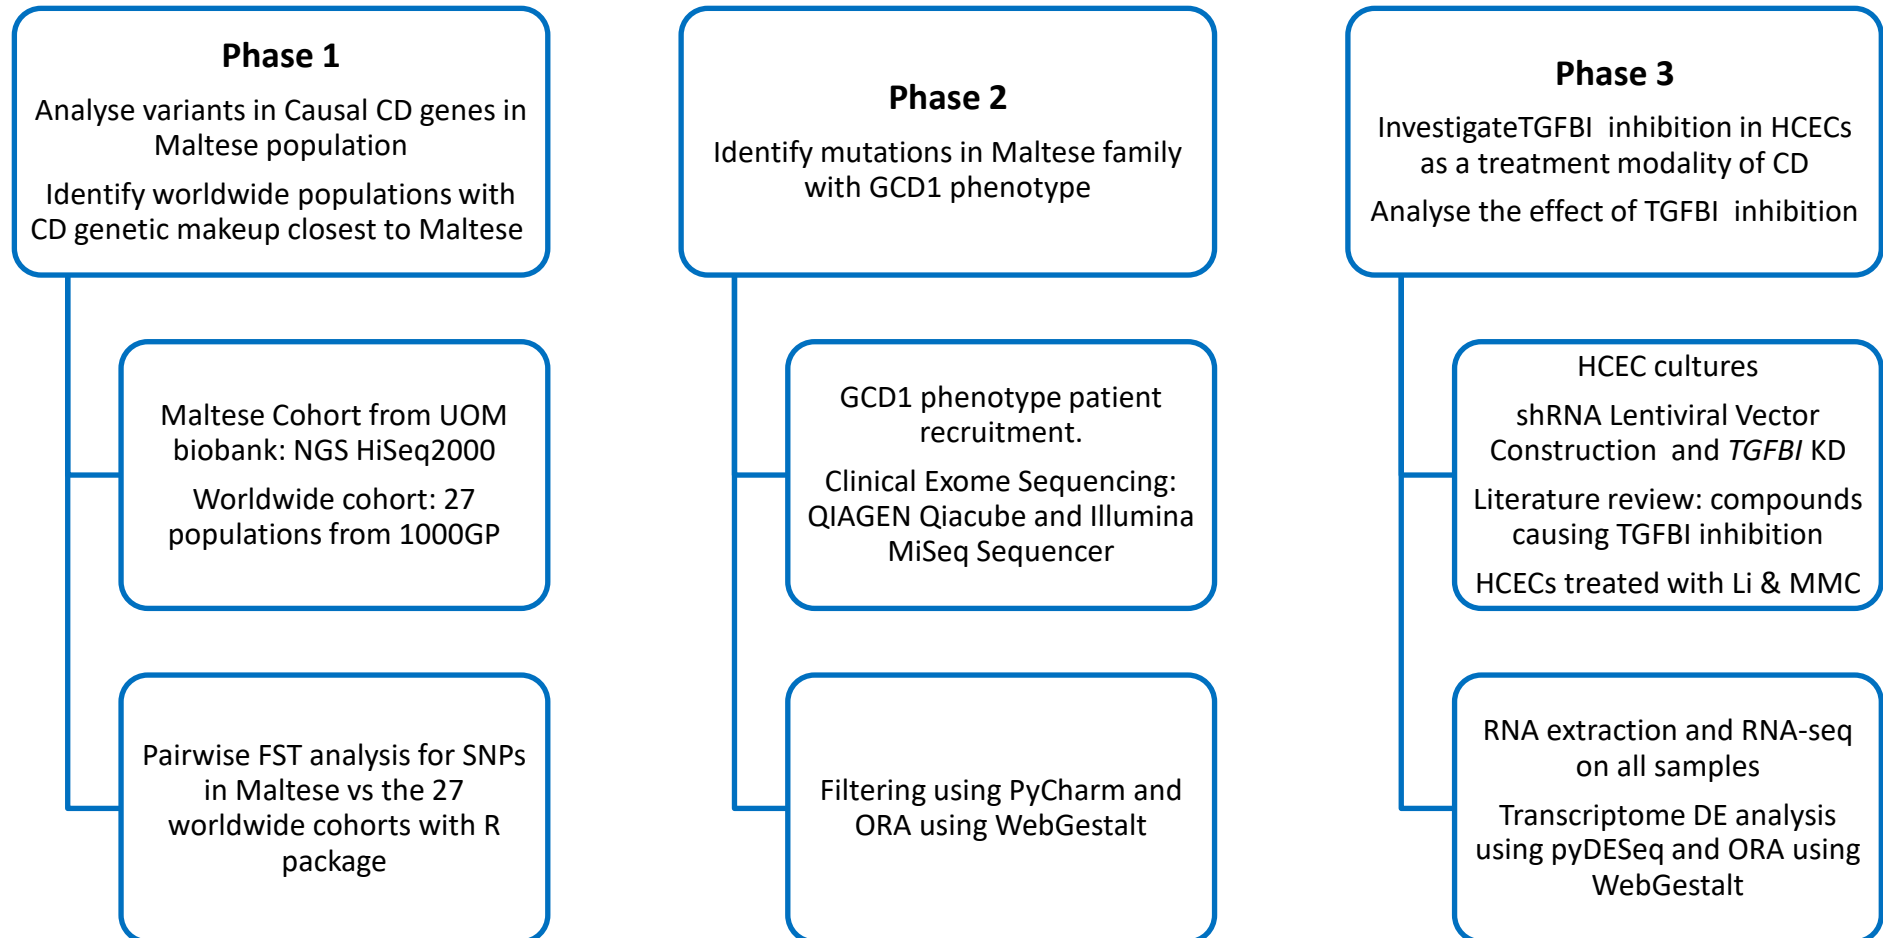 Phase 1
Analyse variants in Causal CD genes in
Maltese population
Identify worldwide populations with
CD genetic makeup closest to Maltese
Maltese Cohort from UOM
biobank: NGS HiSeq2000
Worldwide cohort: 27
populations from 1000GP
Pairwise FST analysis for SNPs
in Maltese vs the 27
worldwide cohorts with R
package
Phase 2
Identify mutations in Maltese family
with GCD1 phenotype
GCD1 phenotype patient
recruitment.
Clinical Exome Sequencing:
QIAGEN Qiacube and Illumina
MiSeq Sequencer
Filtering using PyCharm and
ORA using WebGestalt
Phase 3
InvestigateTGFBI inhibition in HCECs
as a treatment modality of CD
Analyse the effect of TGFBI inhibition
HCEC cultures
shRNA Lentiviral Vector
Construction and TGFBI KD
Literature review: compounds
causing TGFBI inhibition
HCECs treated with Li & MMC
RNA extraction and RNA-seq
on all samples
Transcriptome DE analysis
using pyDESeq and ORA using
WebGestalt